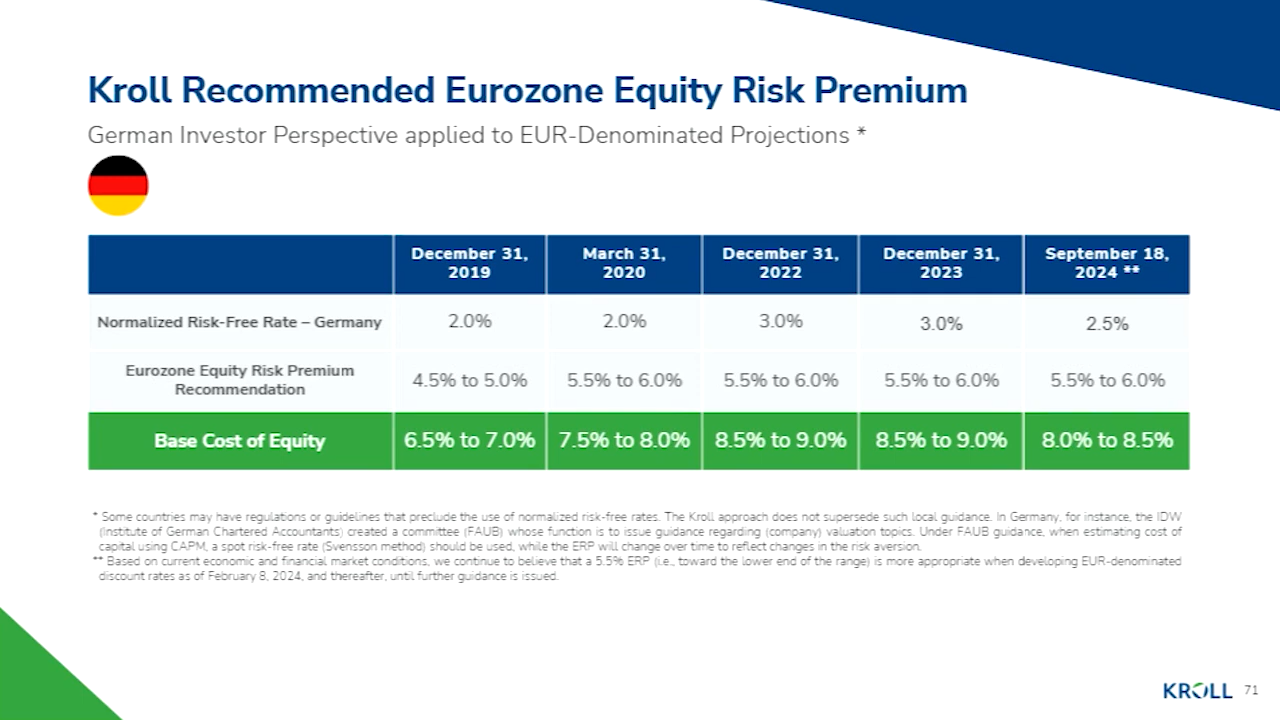 Kroll Recommended Eurozone Equity Risk Premium
German Investor Perspective applied to EUR-Denominated Projections *
December 31, 2019 March 31, 2020 December 31, 2022 December 31, 2023 September 18, 2024 **
Normalized Risk-Free Rate – Germany 2.0% 2.0% 3.0% 3.0% 2.5%
Eurozone Equity Risk Premium Recommendation 4.5% to 5.0% 5.5% to 6.0% 5.5% to 6.0% 5.5% to 6.0% 5.5% to 6.0%
Base Cost of Equity 6.5% to 7.0% 7.5% to 8.0% 8.5% to 9.0% 8.5% to 9.0% 8.0% to 8.5%
* Some countries may have regulations or guidelines that preclude the use of normalized risk-free rates. The Kroll approach does not supersede such local guidance. In Germany, for instance, the IDW
(Institute of German Chartered Accountants) created a committee (FAUB) whose function is to issue guidance regarding (company) valuation topics. Under FAUB guidance, when estimating cost of
capital using CAPM, a spot risk-free rate (Svensson method) should be used, while the ERP will change over time to reflect changes in the risk aversion.
** Based on current economic and financial market conditions, we continue to believe that a 5.5% ERP (i.e., toward the lower end of the range) is more appropriate when developing EUR-denominated
discount rates as of February 8, 2024, and thereafter, until further guidance is issued.
KROLL 71